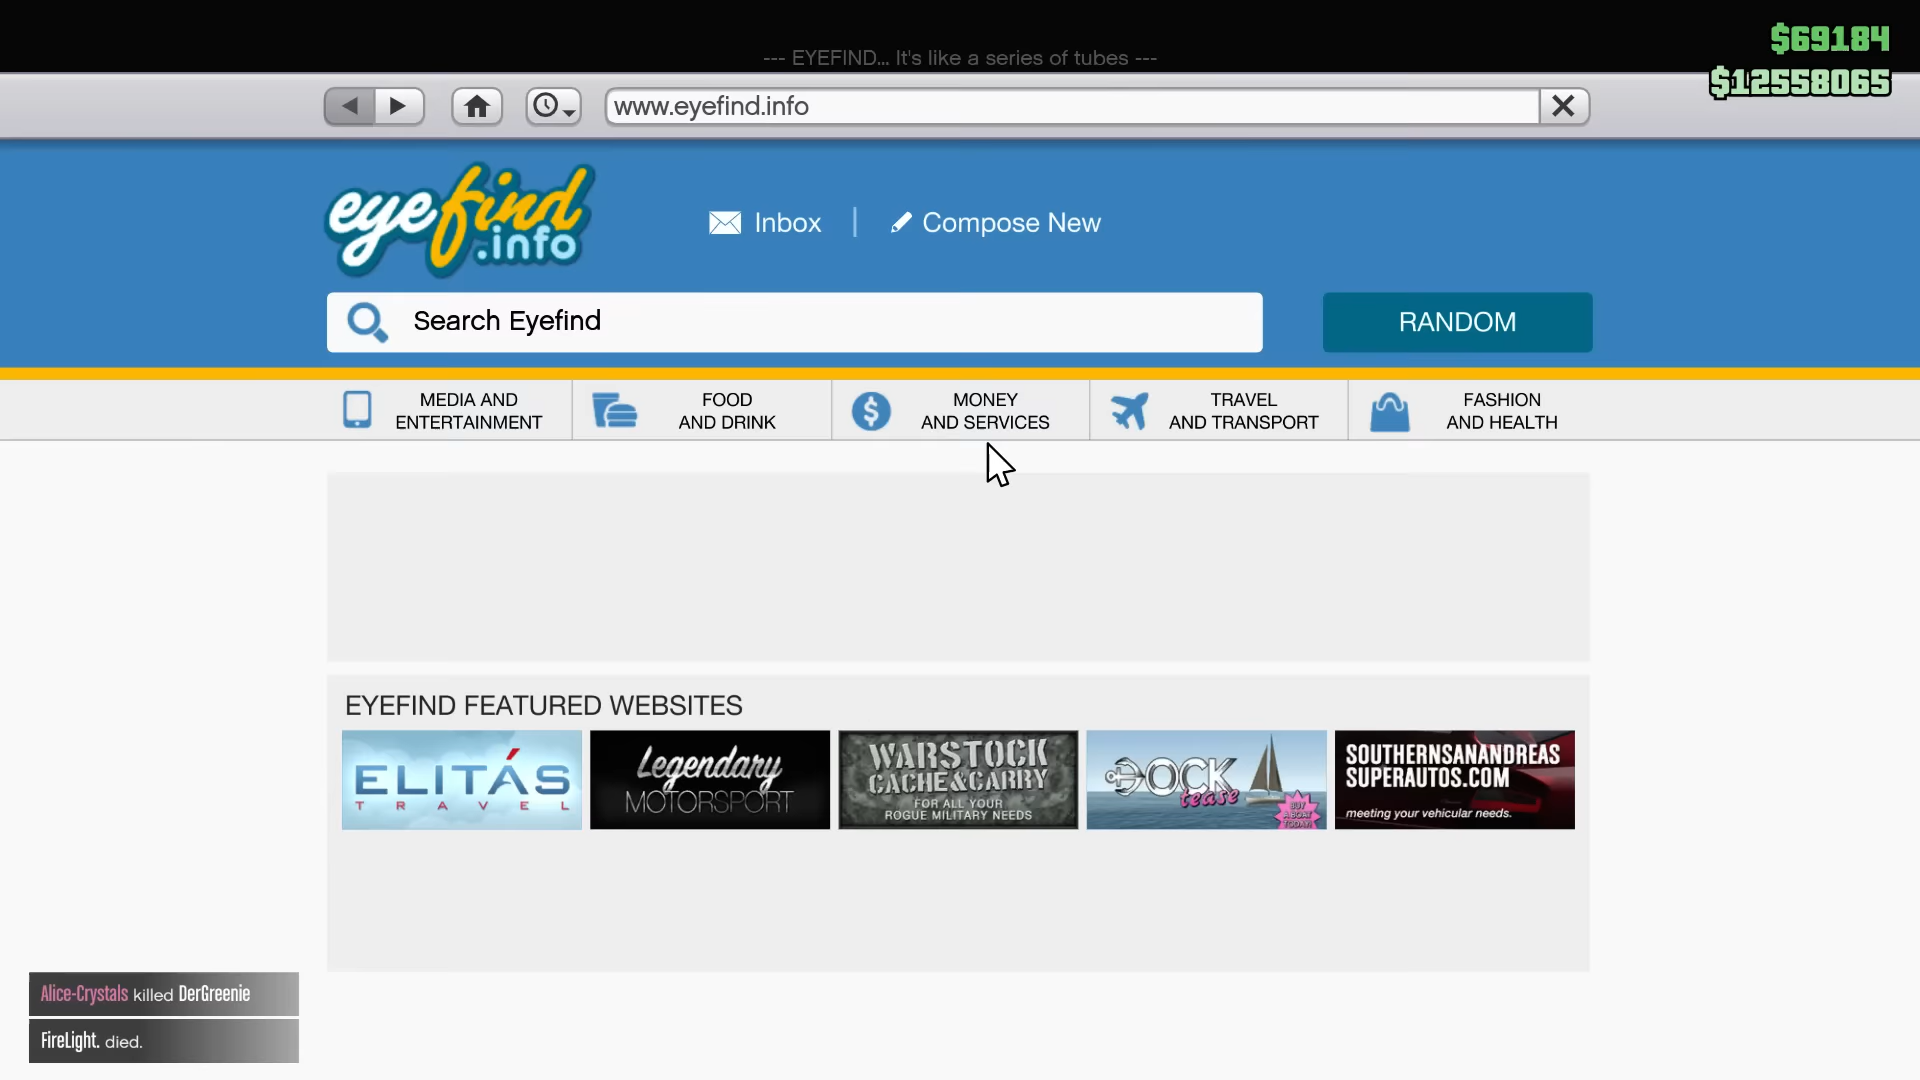 --- EYEFIND... It's like a series of tubes ---
$69184
$12558065
www.eyefind.info
eyefind
.info
Inbox
Compose New
Search Eyefind
RANDOM
MEDIA AND
ENTERTAINMENT
FOOD
AND DRINK
MONEY
AND SERVICES
TRAVEL
AND TRANSPORT
FASHION
AND HEALTH
EYEFIND FEATURED WEBSITES
ELITÁS
TRAVEL
Legendary
MOTORSPORT
WARSTOCK
CACHE & CARRY
FOR ALL YOUR
ROGUE MILITARY NEEDS
DOCK
tease
BUY
A BOAT
TODAY!
SOUTHERNSANANDREAS
SUPERAUTOS.COM
meeting your vehicular needs.
Alice-Crystals killed DerGreenie
FireLight. died.